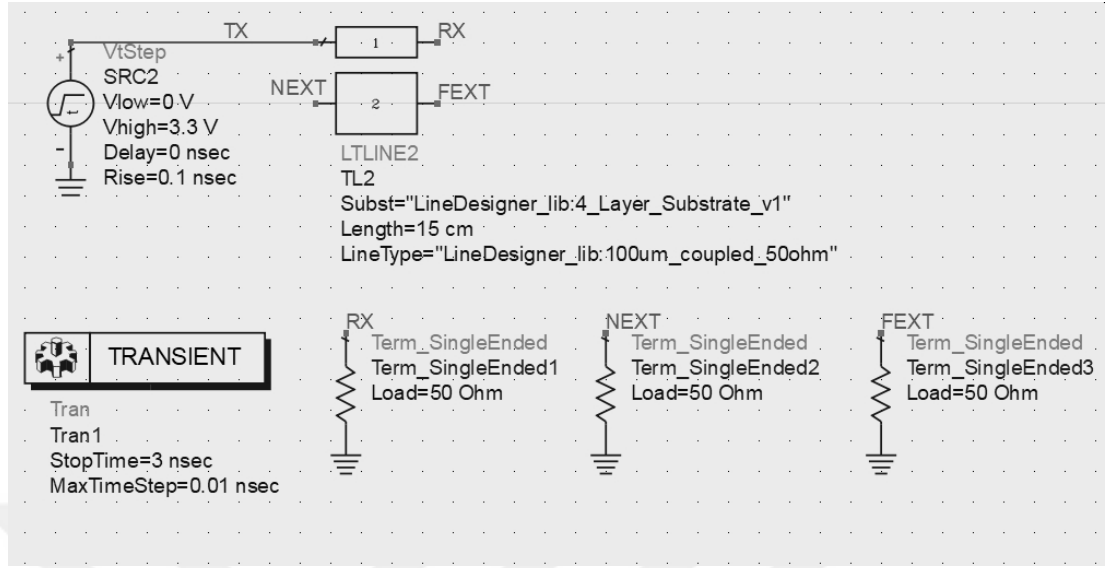 TX
1
RX
VtStep
SRC2
Vlow=0 V
Vhigh=3.3 V
Delay=0 nsec
Rise=0.1 nsec
+
-
t
NEXT
2
FEXT
LTLINE2
TL2
Subst="LineDesigner_lib:4_Layer_Substrate_v1"
Length=15 cm
LineType="LineDesigner_lib:100um_coupled_50ohm"
TRANSIENT
Tran
Tran1
StopTime=3 nsec
MaxTimeStep=0.01 nsec
RX
Term_SingleEnded
Term_SingleEnded1
Load=50 Ohm
NEXT
Term_SingleEnded
Term_SingleEnded2
Load=50 Ohm
FEXT
Term_SingleEnded
Term_SingleEnded3
Load=50 Ohm